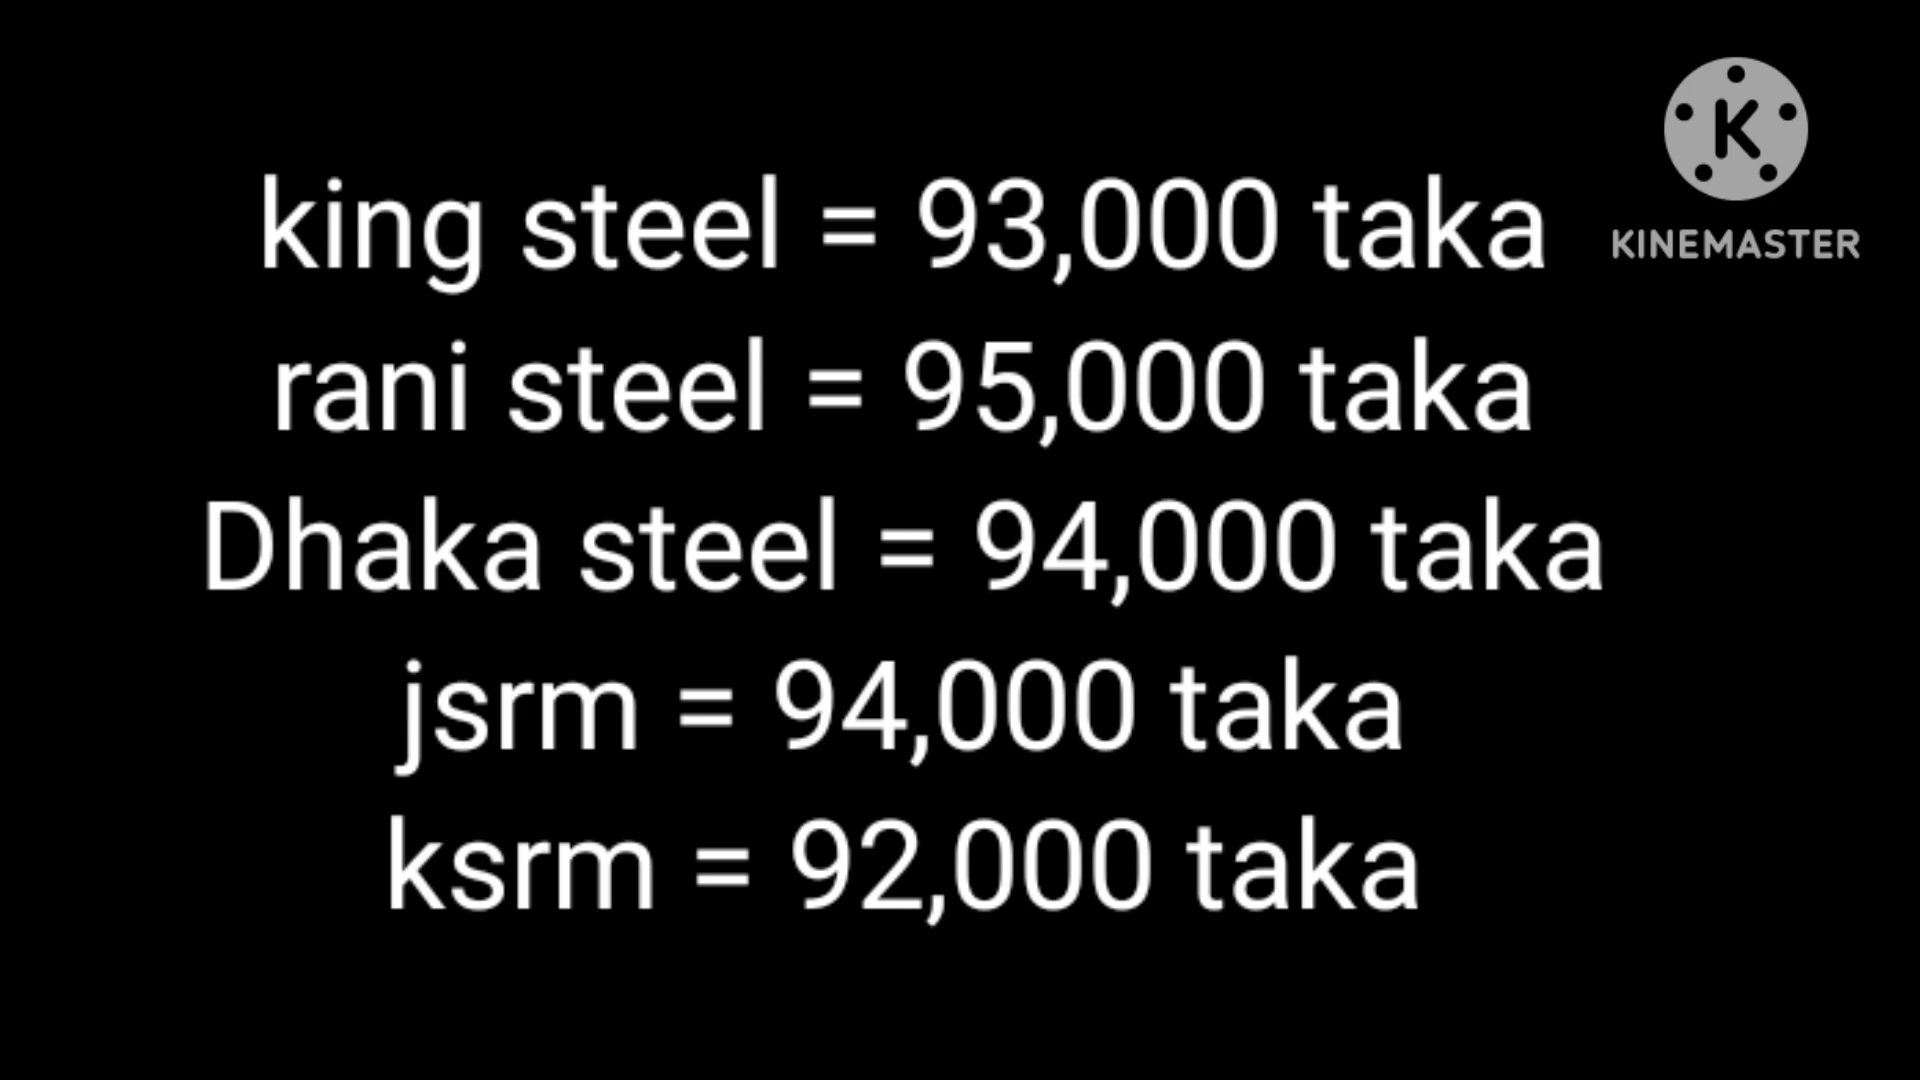 king steel = 93,000 taka
rani steel = 95,000 taka
Dhaka steel = 94,000 taka
jsrm = 94,000 taka
ksrm = 92,000 taka
K
KINEMASTER